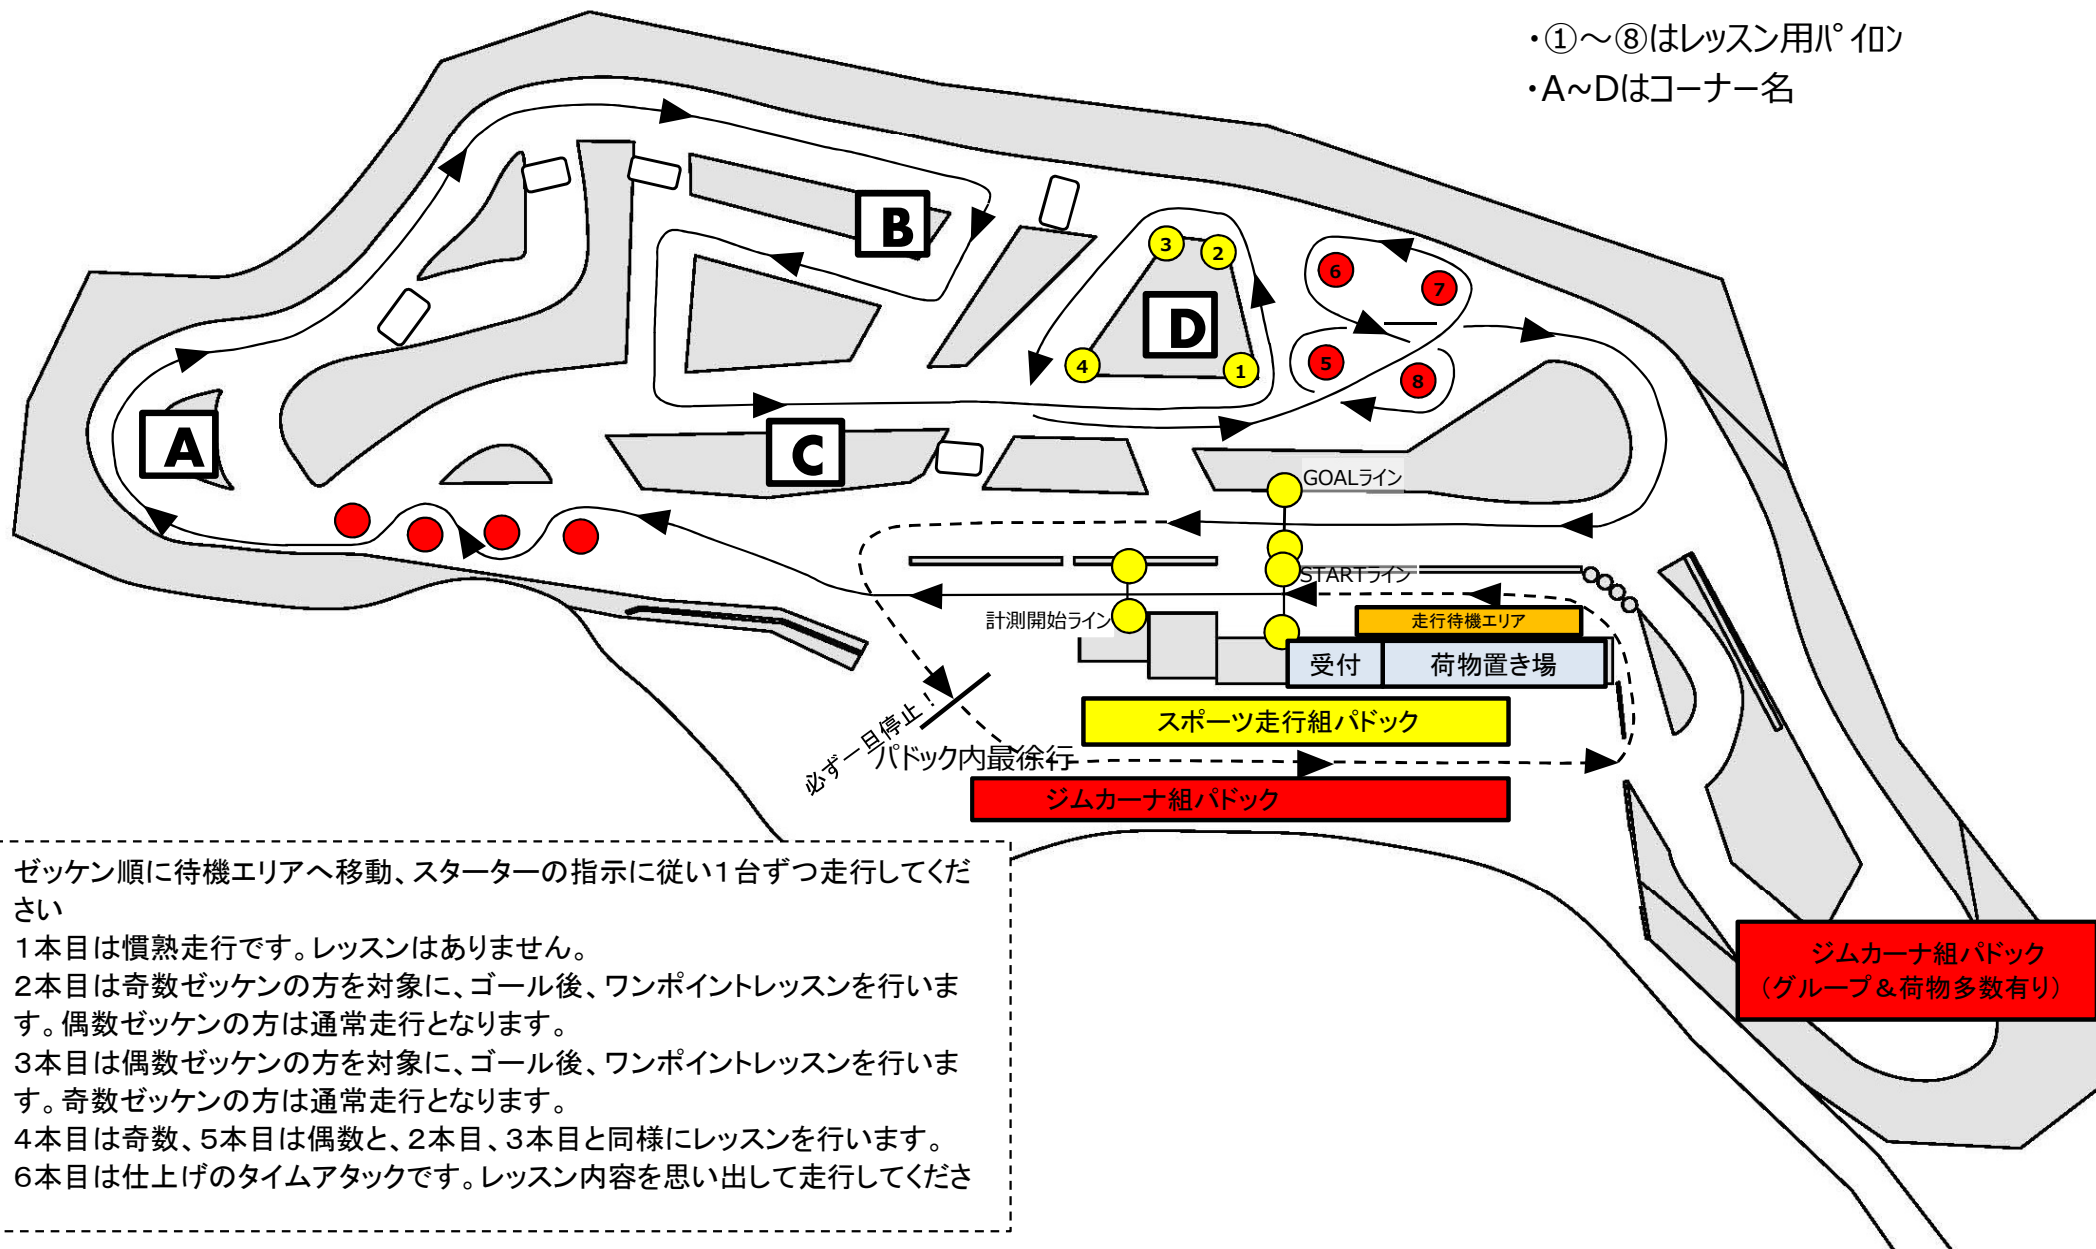 ・①～⑧はレッスン用パイロン
・A~Dはコーナー名
B
3
2
6
7
D
5
4
1
8
A
C
GOALライン
STARTライン
計測開始ライン
走行待機エリア
受付
荷物置き場
必ず一旦停止！
スポーツ走行組パドック
パドック内最徐行
ジムカーナ組パドック
ゼッケン順に待機エリアへ移動、スターターの指示に従い1台ずつ走行してくだ
さい
1本目は慣熟走行です。レッスンはありません。
2本目は奇数ゼッケンの方を対象に、ゴール後、ワンポイントレッスンを行いま
す。偶数ゼッケンの方は通常走行となります。
3本目は偶数ゼッケンの方を対象に、ゴール後、ワンポイントレッスンを行いま
す。奇数ゼッケンの方は通常走行となります。
4本目は奇数、5本目は偶数と、2本目、3本目と同様にレッスンを行います。
6本目は仕上げのタイムアタックです。レッスン内容を思い出して走行してくださ
ジムカーナ組パドック
（グループ＆荷物多数有り）